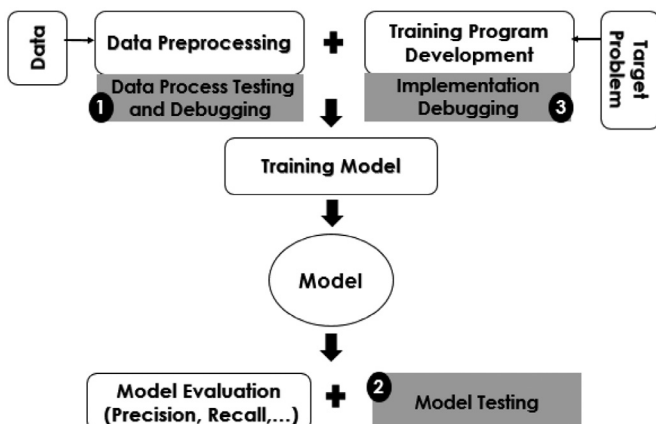 Data
Data Preprocessing
+
Training Program
Development
Target
Problem
1
Data Process Testing
and Debugging
Implementation
Debugging
3
Training Model
Model
Model Evaluation
(Precision, Recall,...)
+
2
Model Testing